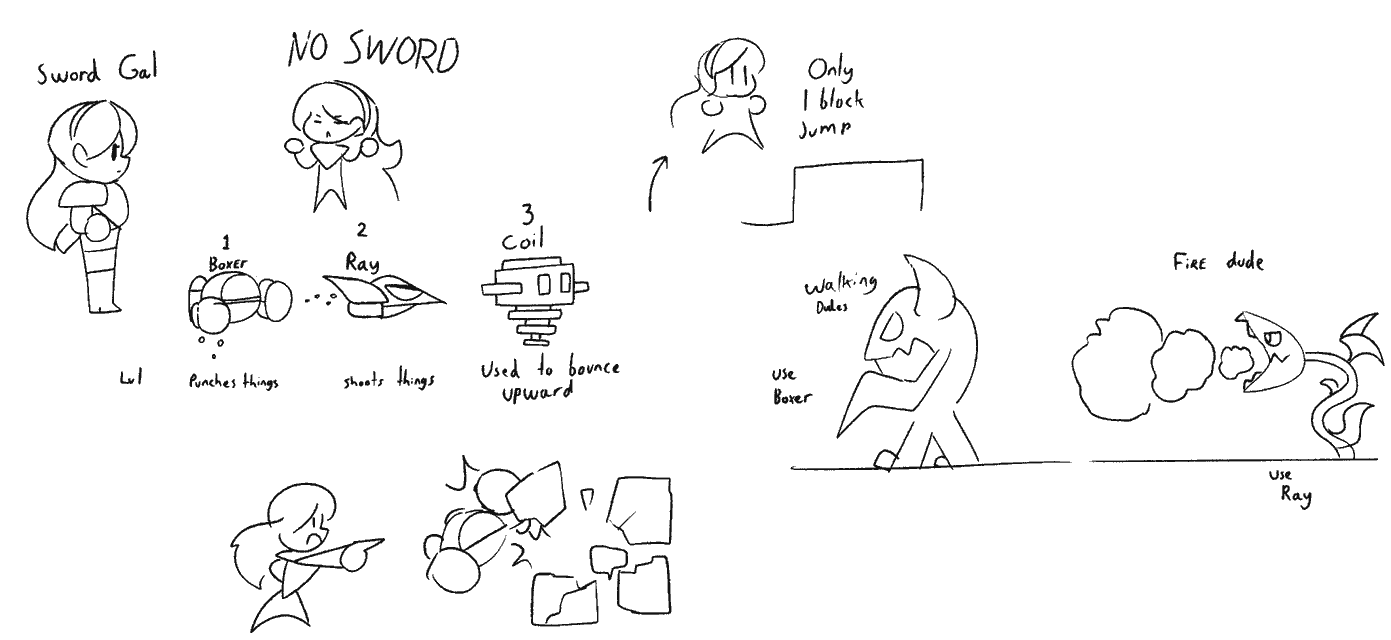 Sword Gal
NO SWORD
Only
1 block
Jump
1
Boxer
2
Ray
3
Coil
Lvl
Punches things
shoots things
Used to bounce
upward
Walking
Dudes
use
Boxer
FIRE dude
use
Ray